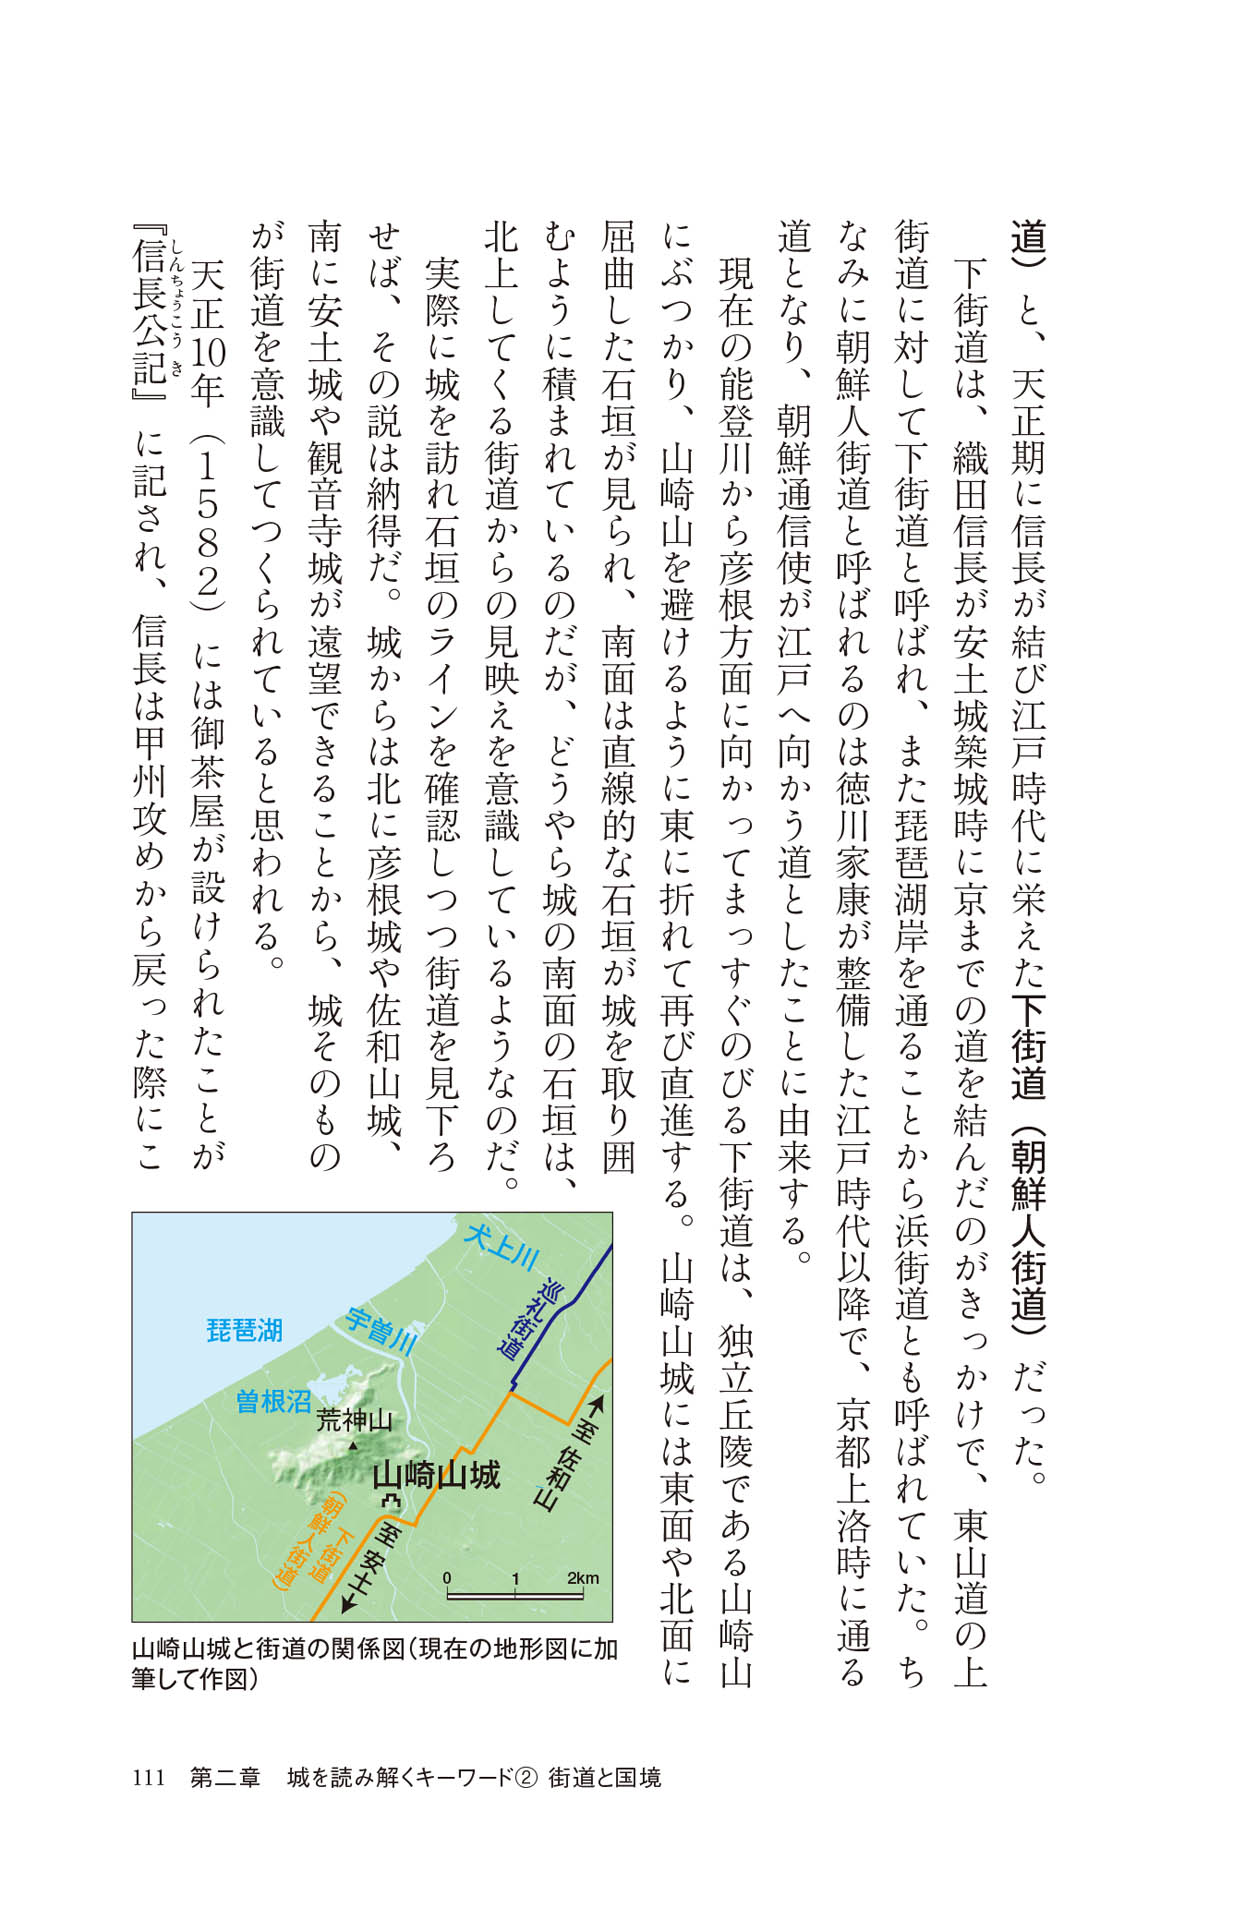 道）と、天正期に信長が結び江戸時代に栄えた下街道（朝鮮人街道）だった。
　下街道は、織田信長が安土城築城時に京までの道を結んだのがきっかけで、東山道の上
街道に対して下街道と呼ばれ、また琵琶湖岸を通ることから浜街道とも呼ばれていた。ち
なみに朝鮮人街道と呼ばれるのは徳川家康が整備した江戸時代以降で、京都上洛時に通る
道となり、朝鮮通信使が江戸へ向かう道としたことに由来する。
　現在の能登川から彦根方面に向かってまっすぐのびる下街道は、独立丘陵である山崎山
にぶつかり、山崎山を避けるように東に折れて再び直進する。山崎山城には東面や北面に
屈曲した石垣が見られ、南面は直線的な石垣が城を取り囲
むように積まれているのだが、どうやら城の南面の石垣は、
北上してくる街道からの見映えを意識しているようなのだ。
　実際に城を訪れ石垣のラインを確認しつつ街道を見下ろ
せば、その説は納得だ。城からは北に彦根城や佐和山城、
南に安土城や観音寺城が遠望できることから、城そのもの
が街道を意識してつくられていると思われる。
　天正10年（1582）には御茶屋が設けられたことが
『信長公記』に記され、信長は甲州攻めから戻った際にこ
しんちょうこうき
犬上川
巡礼街道
琵琶湖
宇曽川
曽根沼
荒神山
山崎山城
至 佐和山
至 安土
下街道
（朝鮮人街道）
0 1 2km
山崎山城と街道の関係図（現在の地形図に加
筆して作図）
111　第二章　城を読み解くキーワード② 街道と国境